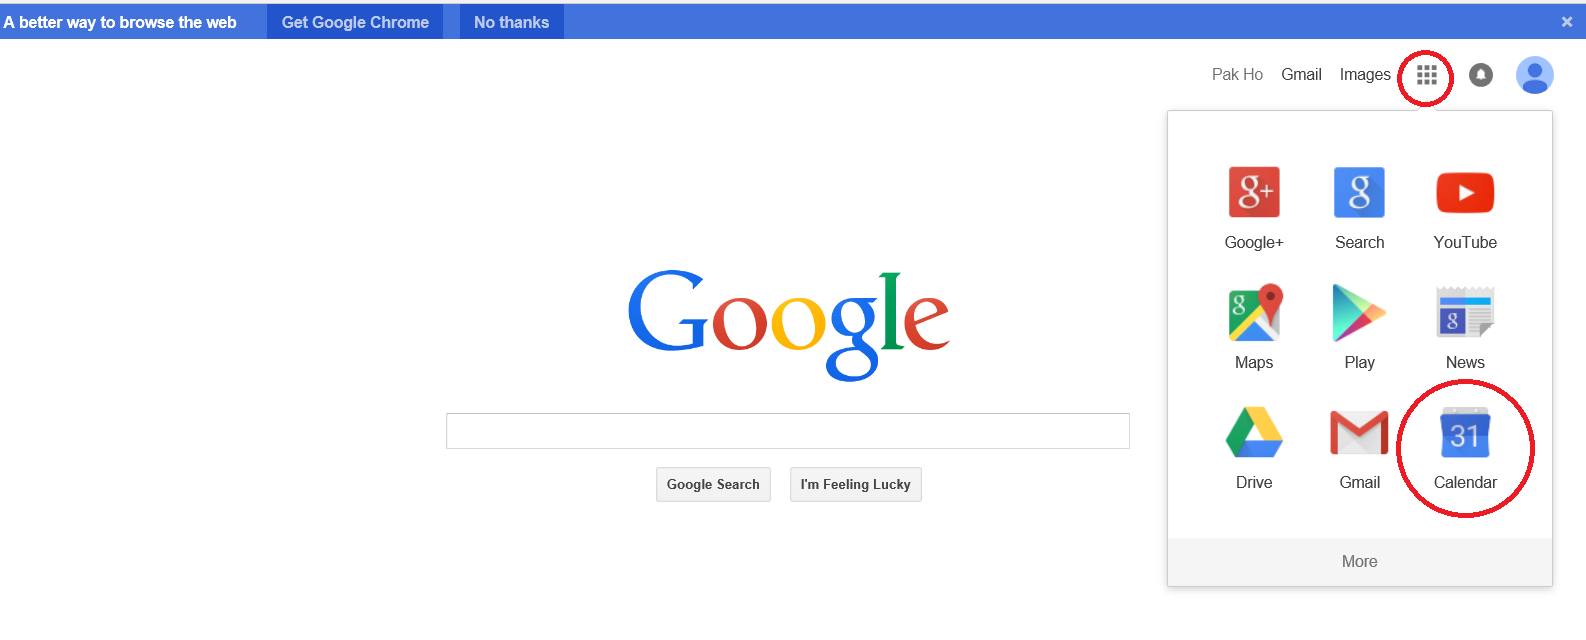 A better way to browse the web Get Google Chrome No thanks ×
Pak Ho Gmail Images
g+ g
Google+ Search YouTube
g g
Maps Play News
31
Drive Gmail Calendar
More
Google
Google Search I'm Feeling Lucky